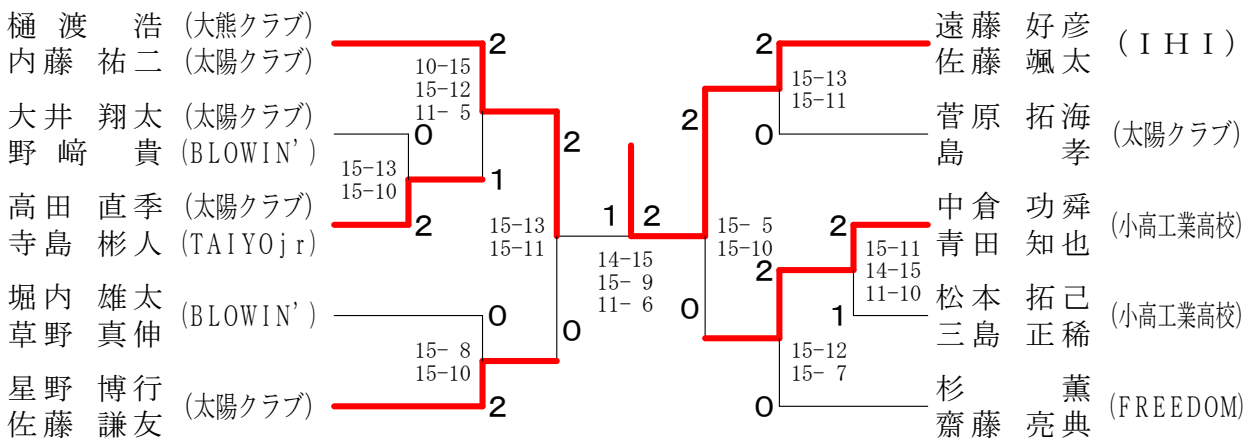 樋渡 浩 (大熊クラブ)
内藤 祐二 (太陽クラブ)
大井 翔太 (太陽クラブ)
野﨑 貴 (BLOWIN')
高田 直季 (太陽クラブ)
寺島 彬人 (TAIYOjr)
堀内 雄太
草野 真伸
(BLOWIN')
星野 博行
佐藤 謙友
(太陽クラブ)
2
10-15
15-12
11- 5
0
15-13
15-10
1
2
2
15-13
15-11
0
15- 8
15-10
0
2
1
2
14-15
15- 9
11- 6
2
15-13
15-11
2
0
15- 5
15-10
2
2
15-11
14-15
11-10
0
1
15-12
15- 7
0
遠藤 好彦
佐藤 颯太
(IHI)
菅原 拓海
島 孝
(太陽クラブ)
中倉 功舜
青田 知也
(小高工業高校)
松本 拓己
三島 正稀
(小高工業高校)
杉 薫
齋藤 亮典
(FREEDOM)